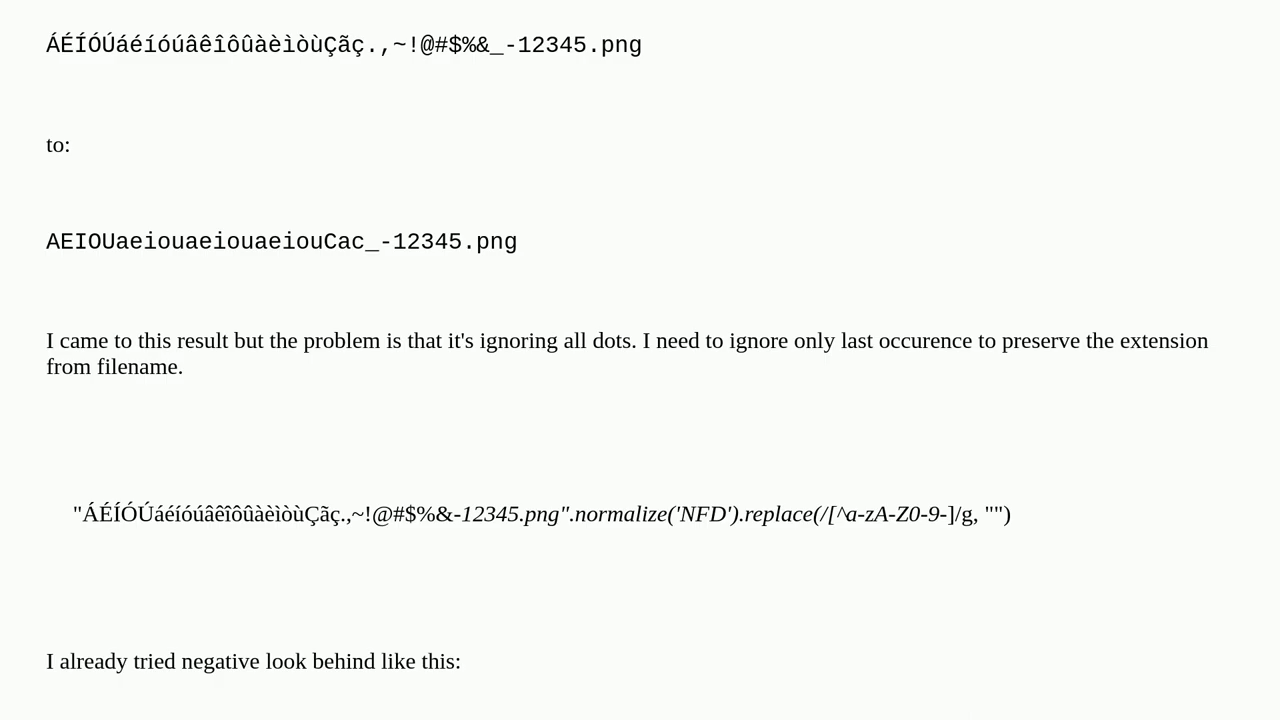 ÁÉÍÓÚáéíóúâêîôûàèìòùÇãç.,~!@#$%&_-12345.png
to:
AEIOUaeiouaeiouaeiouCac_-12345.png
I came to this result but the problem is that it's ignoring all dots. I need to ignore only last occurence to preserve the extension
from filename.
"ÁÉÍÓÚáéíóúâêîôûàèìòùÇãç.,~!@#$%&-12345.png".normalize('NFD').replace(/[^a-zA-Z0-9-]/g, "")
I already tried negative look behind like this: